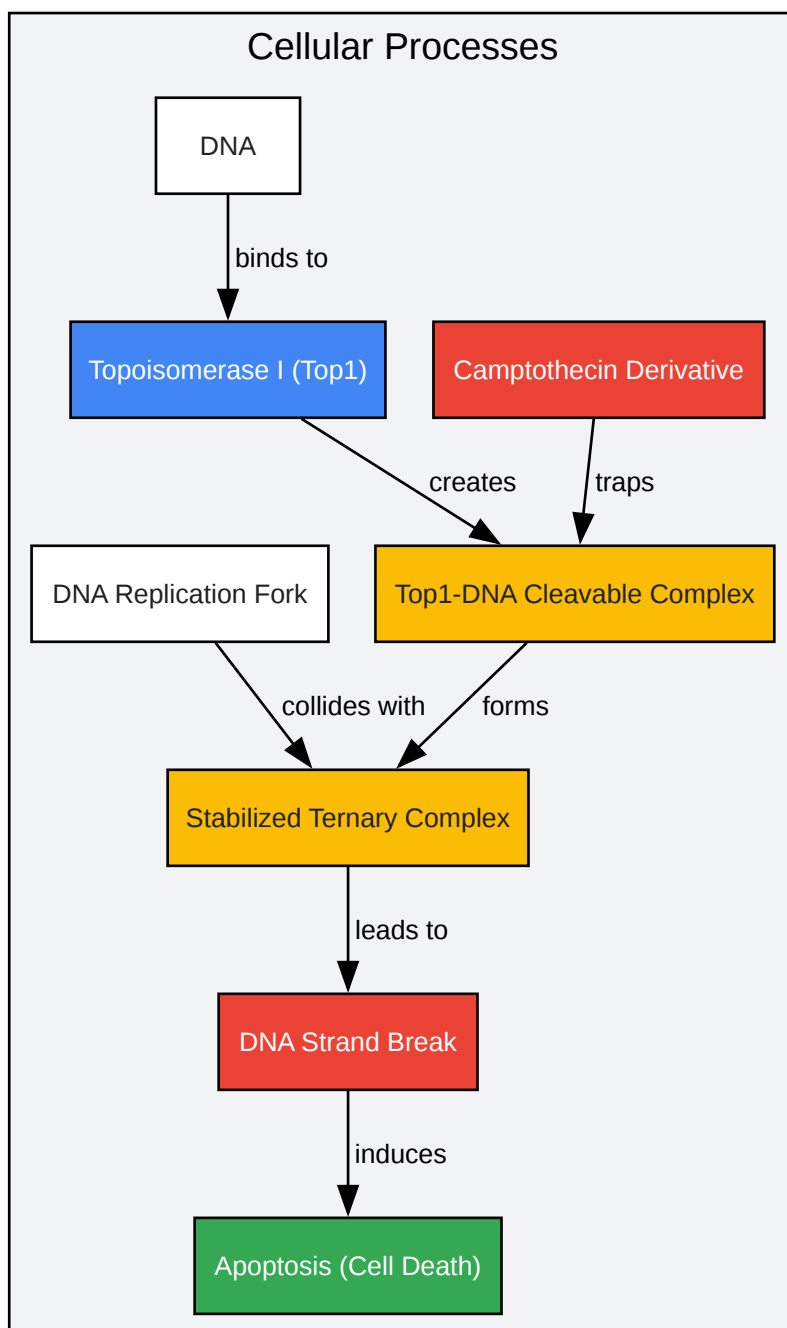 Cellular Processes
DNA
binds to
Topoisomerase I (Top1)
Camptothecin Derivative
creates
traps
DNA Replication Fork
Top1-DNA Cleavable Complex
collides with
forms
Stabilized Ternary Complex
leads to
DNA Strand Break
induces
Apoptosis (Cell Death)